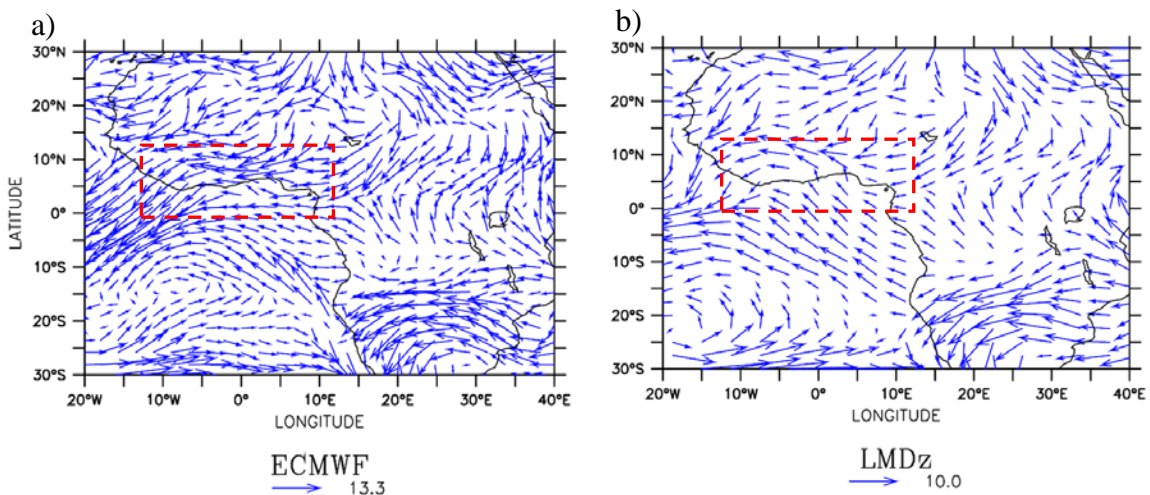 a)
b)
30°N
20°N
10°N
0°
10°S
20°S
30°S
LATITUDE
20°W
10°W
0°
10°E
20°E
30°E
40°E
LONGITUDE
ECMWF
13.3
30°N
20°N
10°N
0°
10°S
20°S
30°S
20°W
10°W
0°
10°E
20°E
30°E
40°E
LONGITUDE
LMDz
10.0